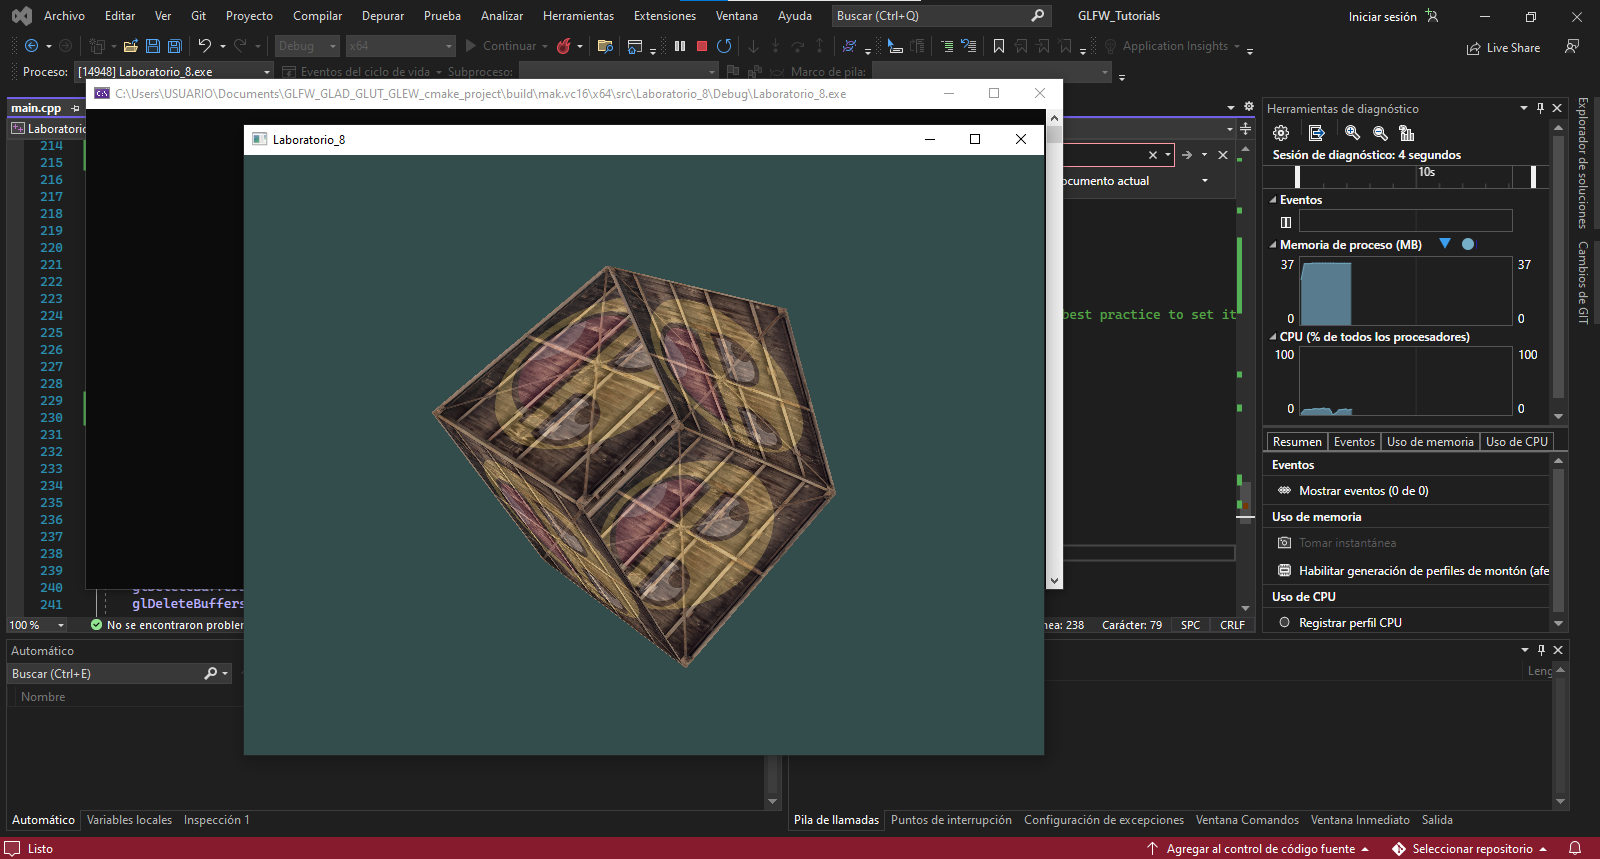 Archivo Editar Ver Git Proyecto Compilar Depurar Prueba Analizar Herramientas Extensiones Ventana Ayuda Buscar (Ctrl+Q) GLFW_Tutorials Iniciar sesión
Debug x64 Continuar Application Insights Live Share
Proceso: [14948] Laboratorio_8.exe Eventos del ciclo de vida Subproceso: Marco de pila:
C:\Users\USUARIO\Documents\GLFW_GLAD_GLUT_GLEW_cmake_project\build\mak.vc16\x64\src\Laboratorio_8\Debug\Laboratorio_8.exe
main.cpp
Laboratorio
Laboratorio_8
ocumento actual
214
215
216
217
218
219
220
221
222
223
224 best practice to set it
225
226
227
228
229
230
231
232
233
234
235
236
237
238
239
240
241 glDeleteBuffers
100 % No se encontraron probler nea: 238 Carácter: 79 SPC CRLF
Herramientas de diagnóstico
Sesión de diagnóstico: 4 segundos
10s
Eventos
Memoria de proceso (MB)
37 37
0 0
CPU (% de todos los procesadores)
100 100
0 0
Resumen Eventos Uso de memoria Uso de CPU
Eventos
Mostrar eventos (0 de 0)
Uso de memoria
Tomar instantánea
Habilitar generación de perfiles de montón (afe
Uso de CPU
Registrar perfil CPU
Explorador de soluciones
Cambios de GIT
Automático
Buscar (Ctrl+E)
Nombre
Leng
Automático Variables locales Inspección 1
Pila de llamadas Puntos de interrupción Configuración de excepciones Ventana Comandos Ventana Inmediato Salida
Listo Agregar al control de código fuente Seleccionar repositorio